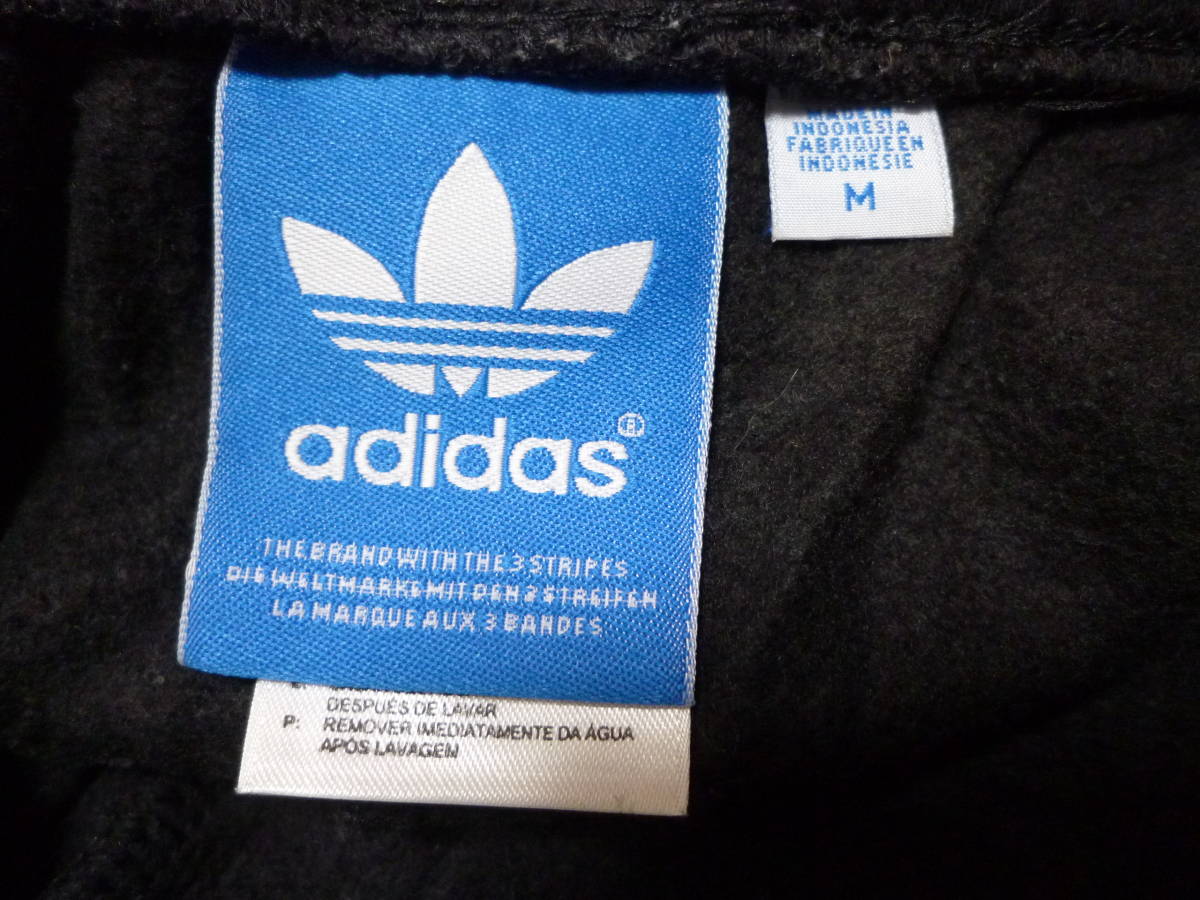 adidas®
THE BRAND WITH THE 3 STRIPES
DIE WELTMARKE MIT DEN 3 STREIFEN
LA MARQUE AUX 3 BANDES
DESPUÉS DE LAVAR
P: REMOVER IMEDIATAMENTE DA ÁGUA
APÓS LAVAGEM
MADE IN
INDONESIA
FABRIQUE EN
INDONESIE
M